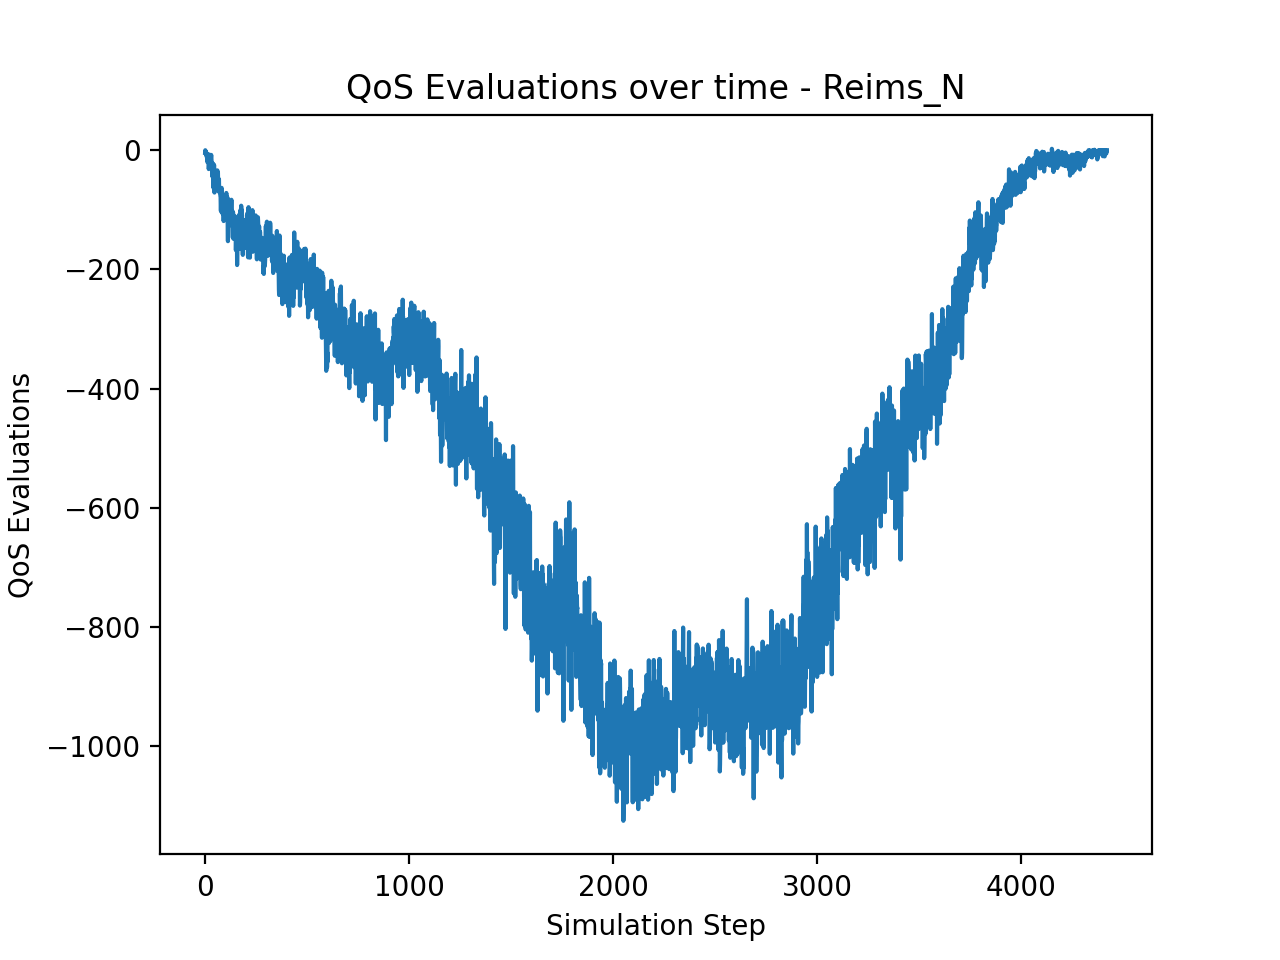 QoS Evaluations over time - Reims_N
QoS Evaluations
0
−200
−400
−600
−800
−1000
0 1000 2000 3000 4000
Simulation Step